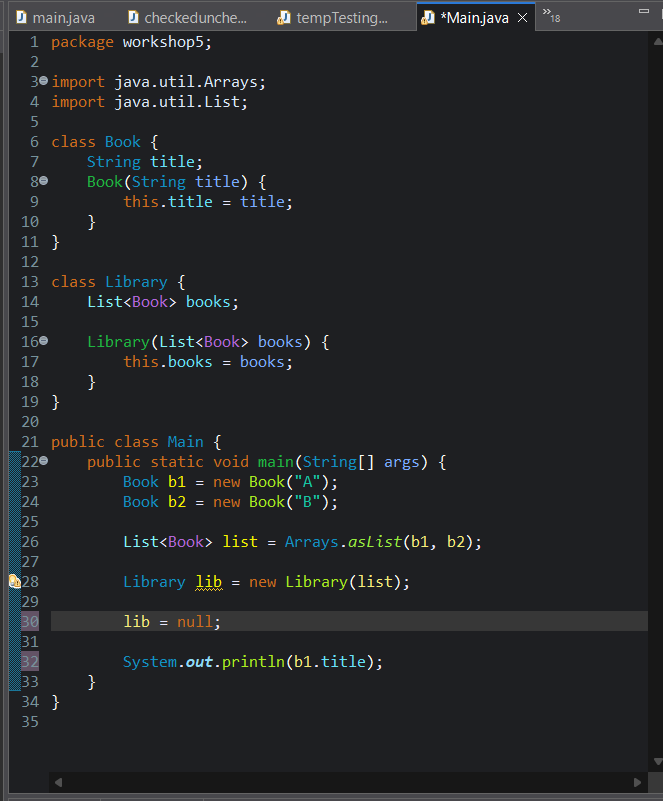 main.java checkedunche... tempTesting... *Main.java »18
1 package workshop5;
2
3 import java.util.Arrays;
4 import java.util.List;
5
6 class Book {
7     String title;
8     Book(String title) {
9         this.title = title;
10     }
11 }
12
13 class Library {
14     List<Book> books;
15
16     Library(List<Book> books) {
17         this.books = books;
18     }
19 }
20
21 public class Main {
22     public static void main(String[] args) {
23         Book b1 = new Book("A");
24         Book b2 = new Book("B");
25
26         List<Book> list = Arrays.asList(b1, b2);
27
28         Library lib = new Library(list);
29
30         lib = null;
31
32         System.out.println(b1.title);
33     }
34 }
35